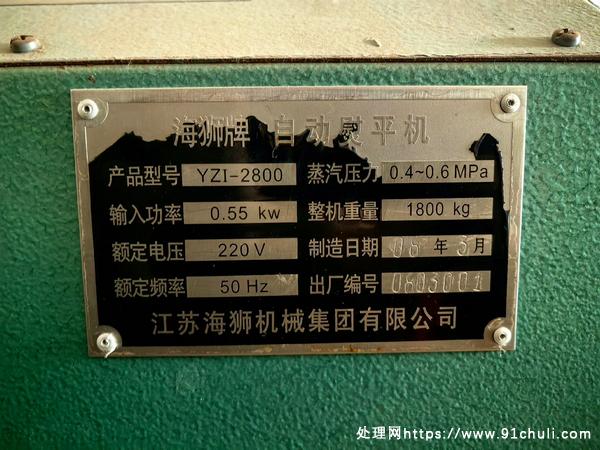 海狮牌 自动熨平机
产品型号 YZI-2800 蒸汽压力 0.4~0.6 MPa
输入功率 0.55 kw 整机重量 1800 kg
额定电压 220 V 制造日期 08 年 3 月
额定频率 50 Hz 出厂编号 0803001
江苏海狮机械集团有限公司
处理网https://www.91chuli.com/